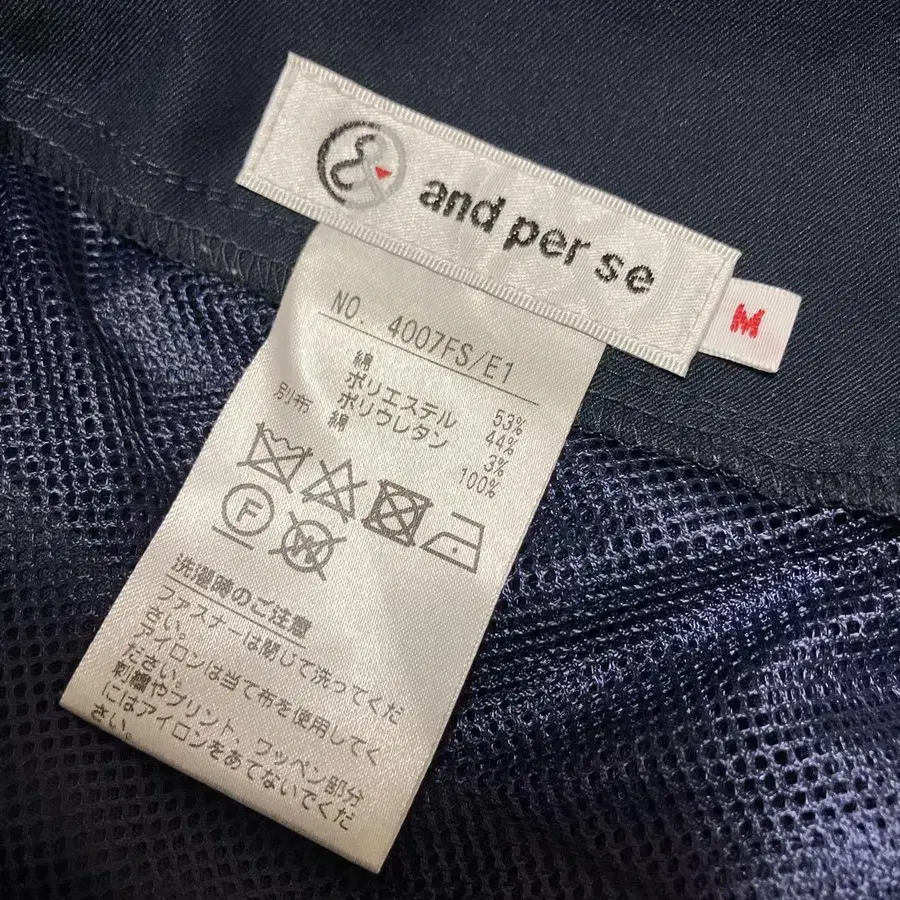 and per se
M
NO. 4007FS/E1
綿 53%
ポリエステル 44%
ポリウレタン 3%
別布 綿 100%
F
W
洗濯時のご注意
ファスナーは閉じて洗ってくだ
さい。
アイロンは当て布を使用してく
ださい。
刺繍やプリント、ワッペン部分
にはアイロンをあてないでくだ
さい。